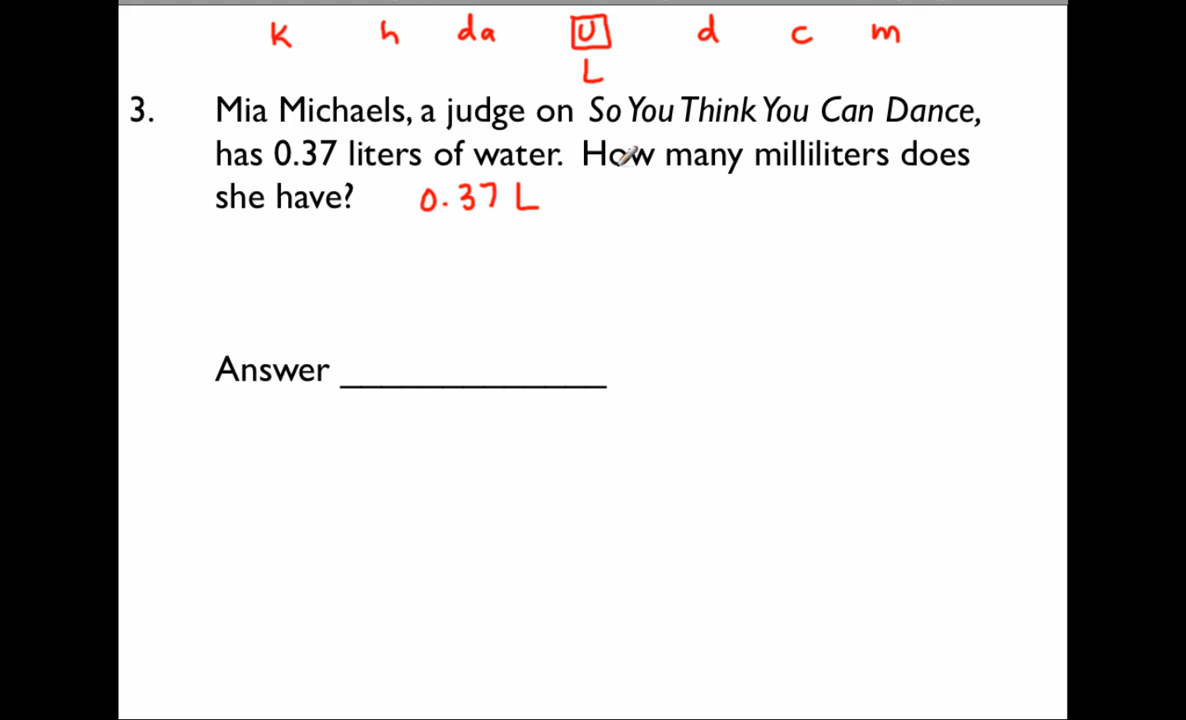 k h da U d c m
L
3. Mia Michaels, a judge on So You Think You Can Dance,
has 0.37 liters of water. How many milliliters does
she have? 0.37 L
Answer ______________